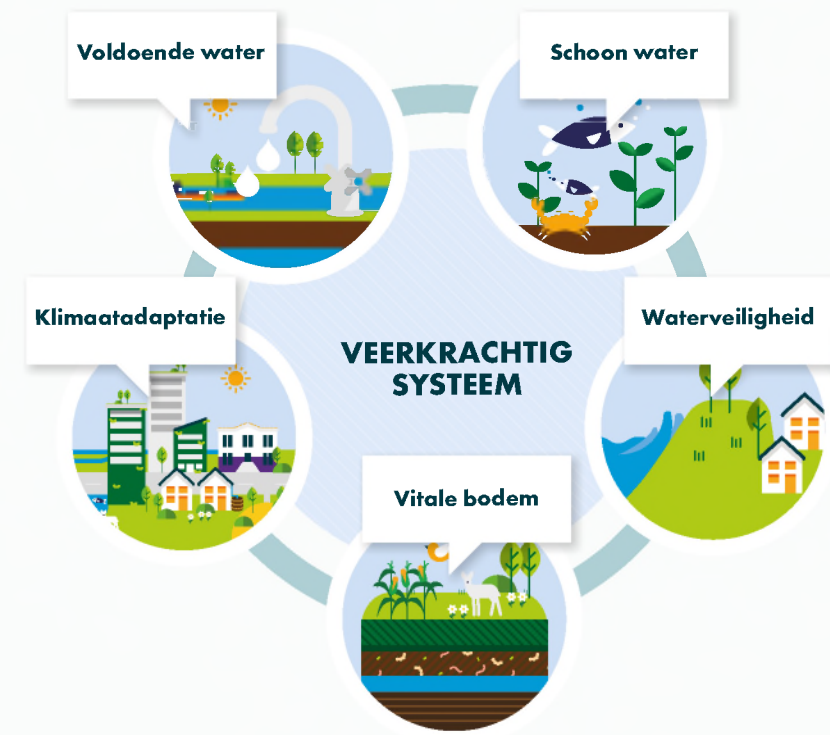 Voldoende water
Schoon water
Klimaatadaptatie
Waterveiligheid
VEERKRACHTIG
SYSTEEM
Vitale bodem